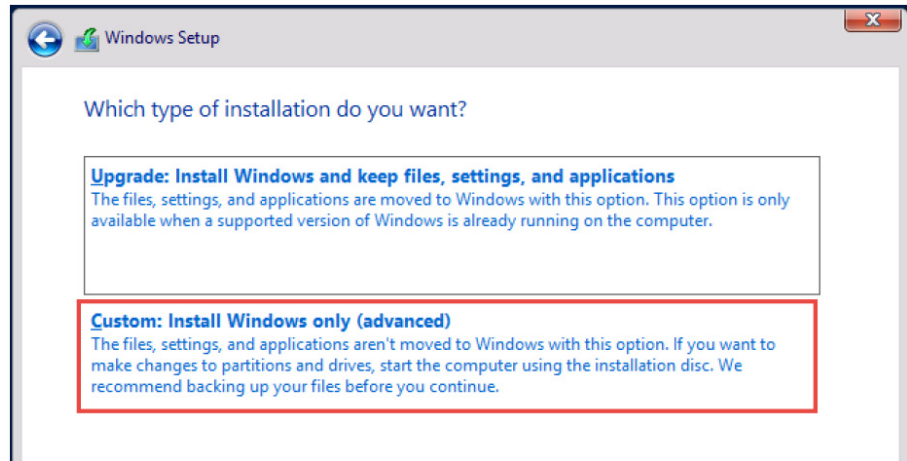 Windows Setup
Which type of installation do you want?
Upgrade: Install Windows and keep files, settings, and applications
The files, settings, and applications are moved to Windows with this option. This option is only
available when a supported version of Windows is already running on the computer.
Custom: Install Windows only (advanced)
The files, settings, and applications aren't moved to Windows with this option. If you want to
make changes to partitions and drives, start the computer using the installation disc. We
recommend backing up your files before you continue.